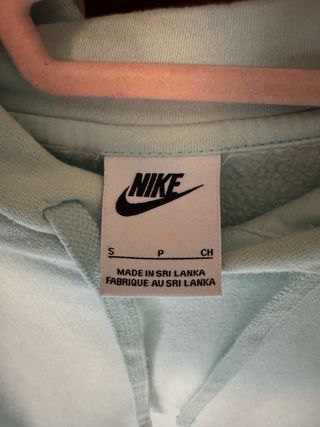 NIKE
S P CH
MADE IN SRI LANKA
FABRIQUE AU SRI LANKA